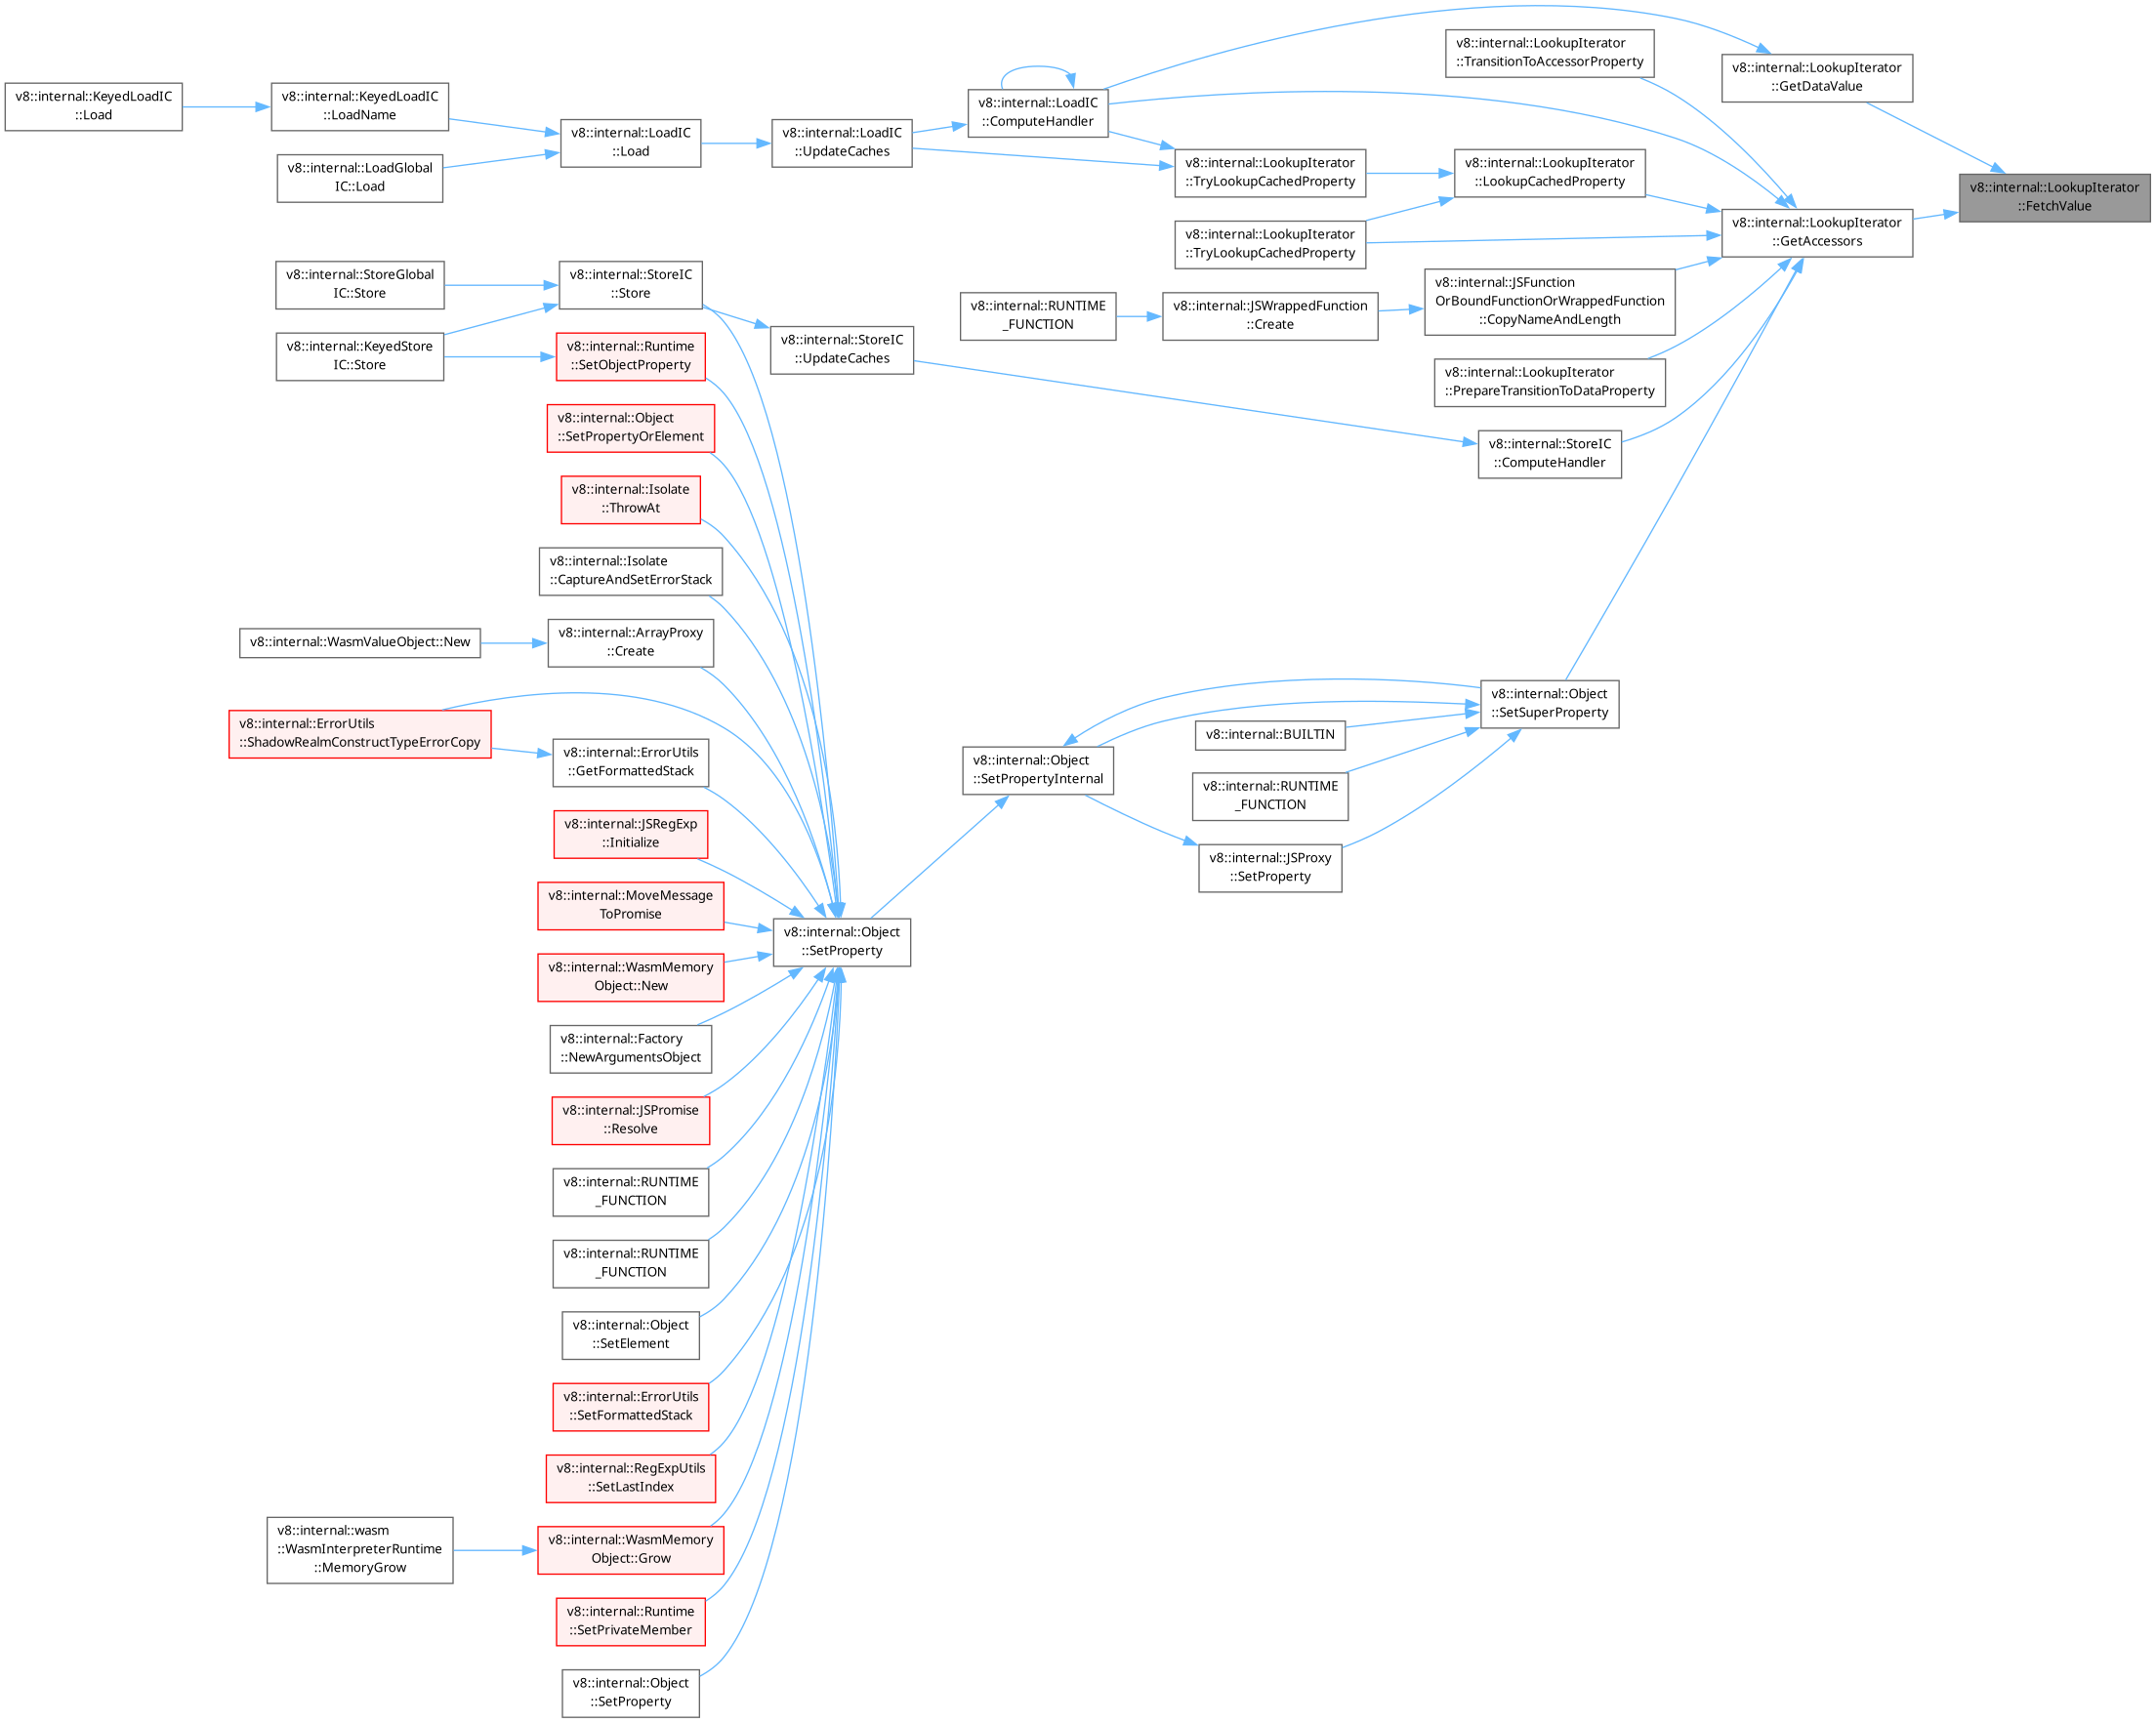 v8::internal::KeyedLoadIC
::Load
v8::internal::KeyedLoadIC
::LoadName
v8::internal::LoadGlobal
IC::Load
v8::internal::LoadIC
::Load
v8::internal::LoadIC
::UpdateCaches
v8::internal::LoadIC
::ComputeHandler
v8::internal::LookupIterator
::TransitionToAccessorProperty
v8::internal::LookupIterator
::GetDataValue
v8::internal::LookupIterator
::TryLookupCachedProperty
v8::internal::LookupIterator
::LookupCachedProperty
v8::internal::LookupIterator
::FetchValue
v8::internal::LookupIterator
::GetAccessors
v8::internal::LookupIterator
::TryLookupCachedProperty
v8::internal::StoreGlobal
IC::Store
v8::internal::StoreIC
::Store
v8::internal::RUNTIME
_FUNCTION
v8::internal::JSWrappedFunction
::Create
v8::internal::JSFunction
OrBoundFunctionOrWrappedFunction
::CopyNameAndLength
v8::internal::KeyedStore
IC::Store
v8::internal::Runtime
::SetObjectProperty
v8::internal::StoreIC
::UpdateCaches
v8::internal::LookupIterator
::PrepareTransitionToDataProperty
v8::internal::Object
::SetPropertyOrElement
v8::internal::StoreIC
::ComputeHandler
v8::internal::Isolate
::ThrowAt
v8::internal::Isolate
::CaptureAndSetErrorStack
v8::internal::WasmValueObject::New
v8::internal::ArrayProxy
::Create
v8::internal::ErrorUtils
::ShadowRealmConstructTypeErrorCopy
v8::internal::ErrorUtils
::GetFormattedStack
v8::internal::Object
::SetPropertyInternal
v8::internal::BUILTIN
v8::internal::Object
::SetSuperProperty
v8::internal::RUNTIME
_FUNCTION
v8::internal::JSProxy
::SetProperty
v8::internal::JSRegExp
::Initialize
v8::internal::MoveMessage
ToPromise
v8::internal::Object
::SetProperty
v8::internal::WasmMemory
Object::New
v8::internal::Factory
::NewArgumentsObject
v8::internal::JSPromise
::Resolve
v8::internal::RUNTIME
_FUNCTION
v8::internal::RUNTIME
_FUNCTION
v8::internal::Object
::SetElement
v8::internal::ErrorUtils
::SetFormattedStack
v8::internal::RegExpUtils
::SetLastIndex
v8::internal::wasm
::WasmInterpreterRuntime
::MemoryGrow
v8::internal::WasmMemory
Object::Grow
v8::internal::Runtime
::SetPrivateMember
v8::internal::Object
::SetProperty